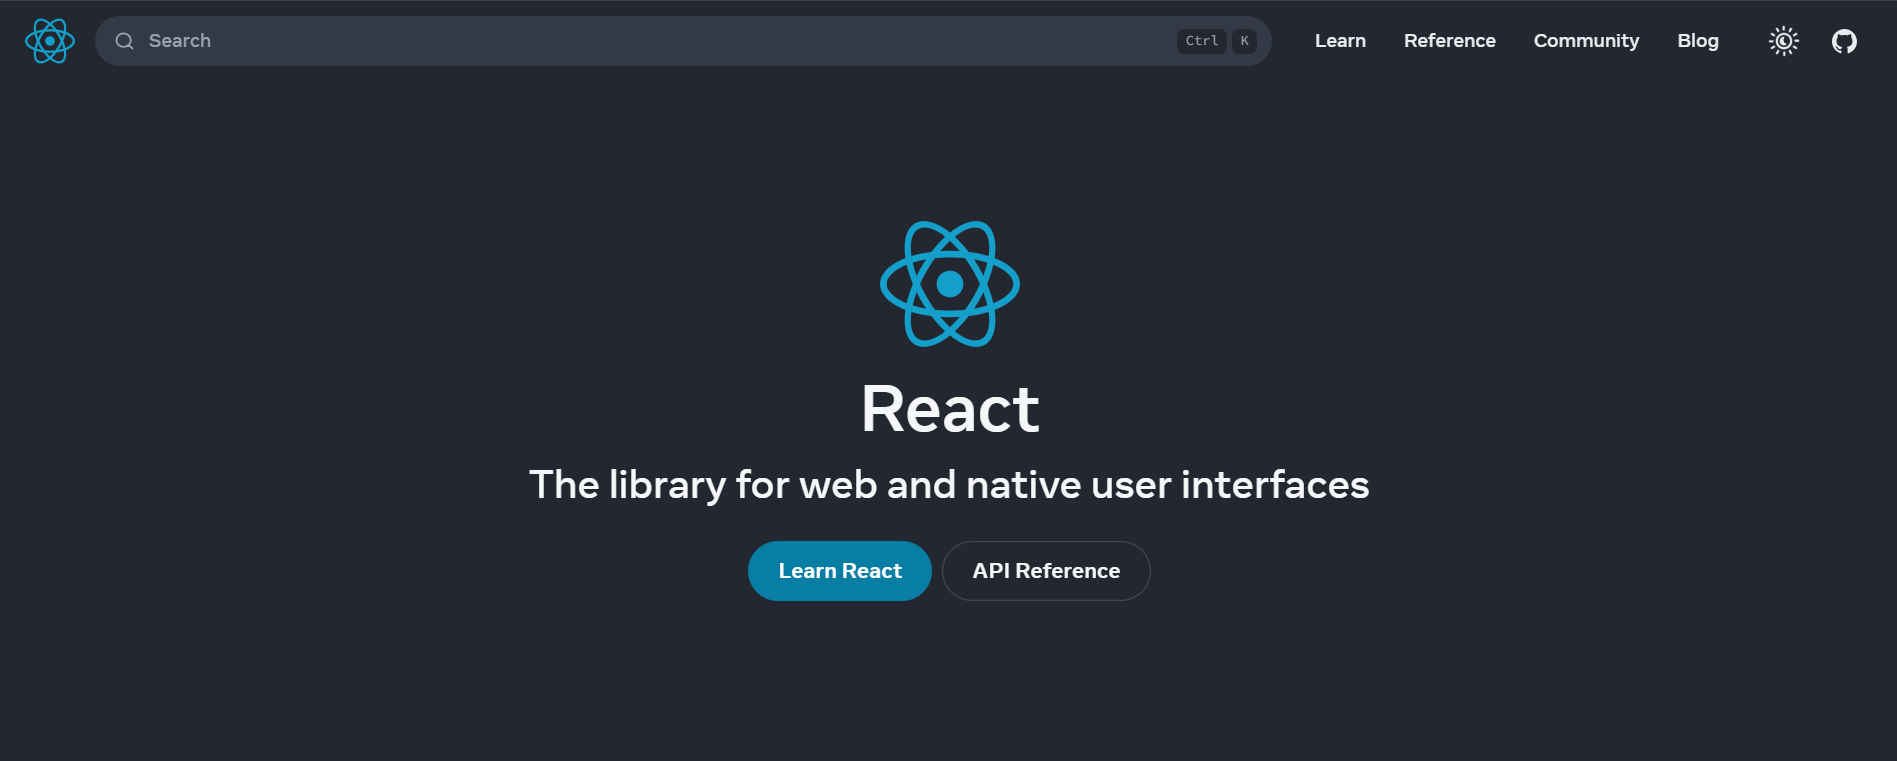 Search Ctrl K Learn Reference Community Blog
React
The library for web and native user interfaces
Learn React API Reference